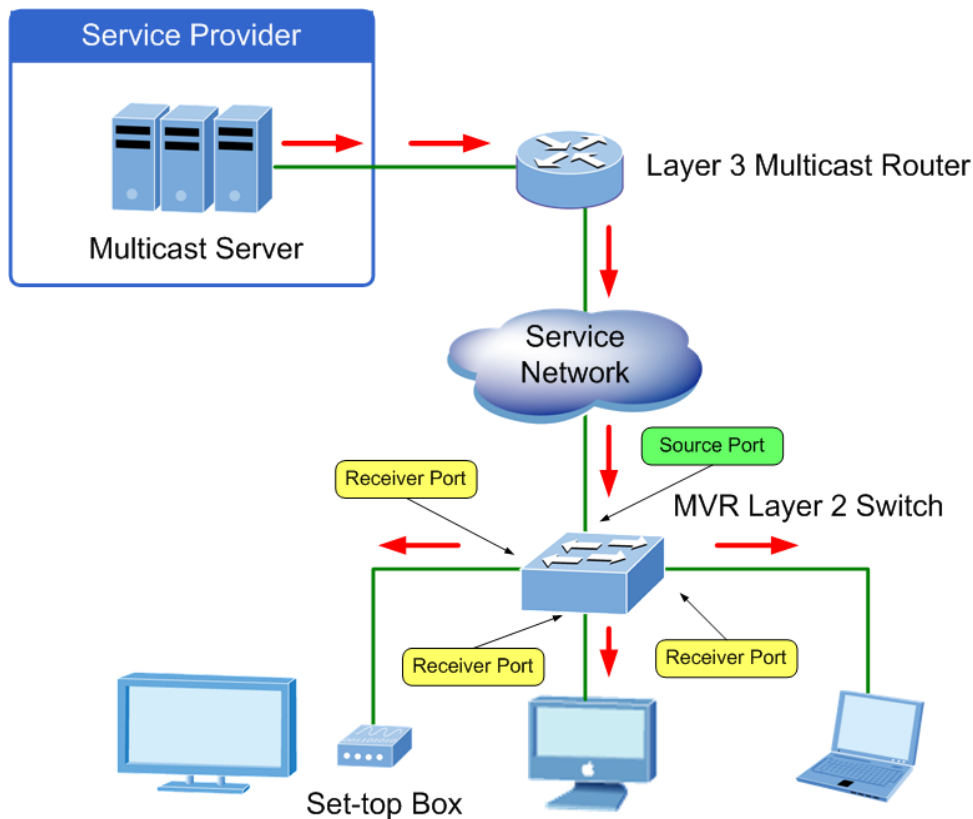 Service Provider
Multicast Server
Layer 3 Multicast Router
Service
Network
Source Port
Receiver Port
MVR Layer 2 Switch
Receiver Port
Receiver Port
Set-top Box